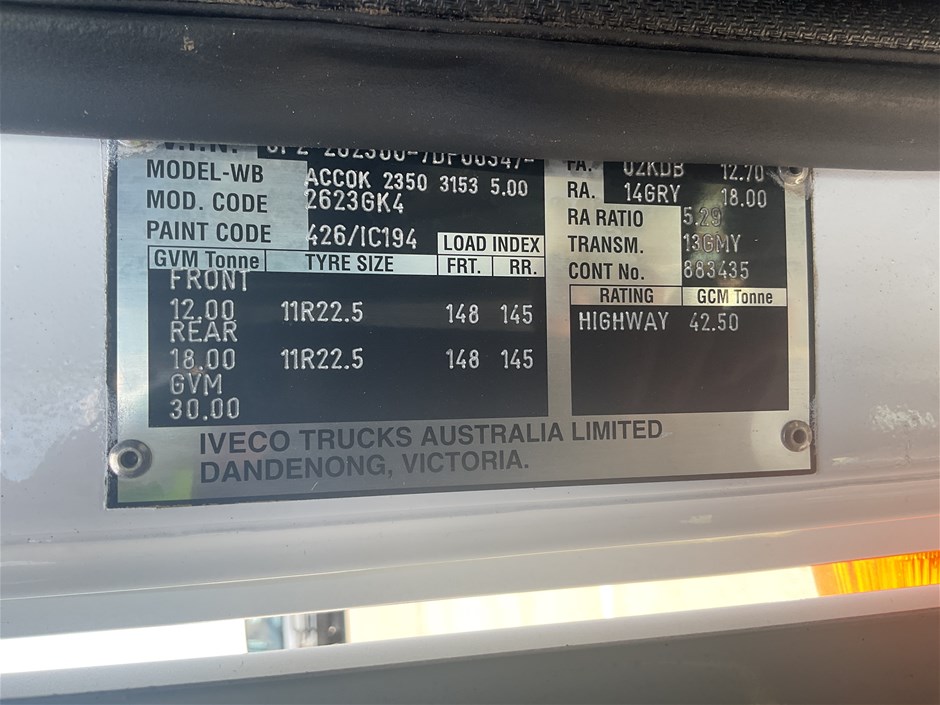 V.I.N.
MODEL-WB ACCOK 2350 3153 5.00
MOD. CODE 2623GK4
PAINT CODE 426/IC194
LOAD INDEX
GVM Tonne TYRE SIZE FRT. RR.
FRONT
12.00 11R22.5 148 145
REAR
18.00 11R22.5 148 145
GVM
30.00
FA. 02KDB 12.70
RA. 14GRY 18.00
RA RATIO 5.29
TRANSM. 13GMY
CONT No. 883435
RATING GCM Tonne
HIGHWAY 42.50
IVECO TRUCKS AUSTRALIA LIMITED
DANDENONG, VICTORIA.